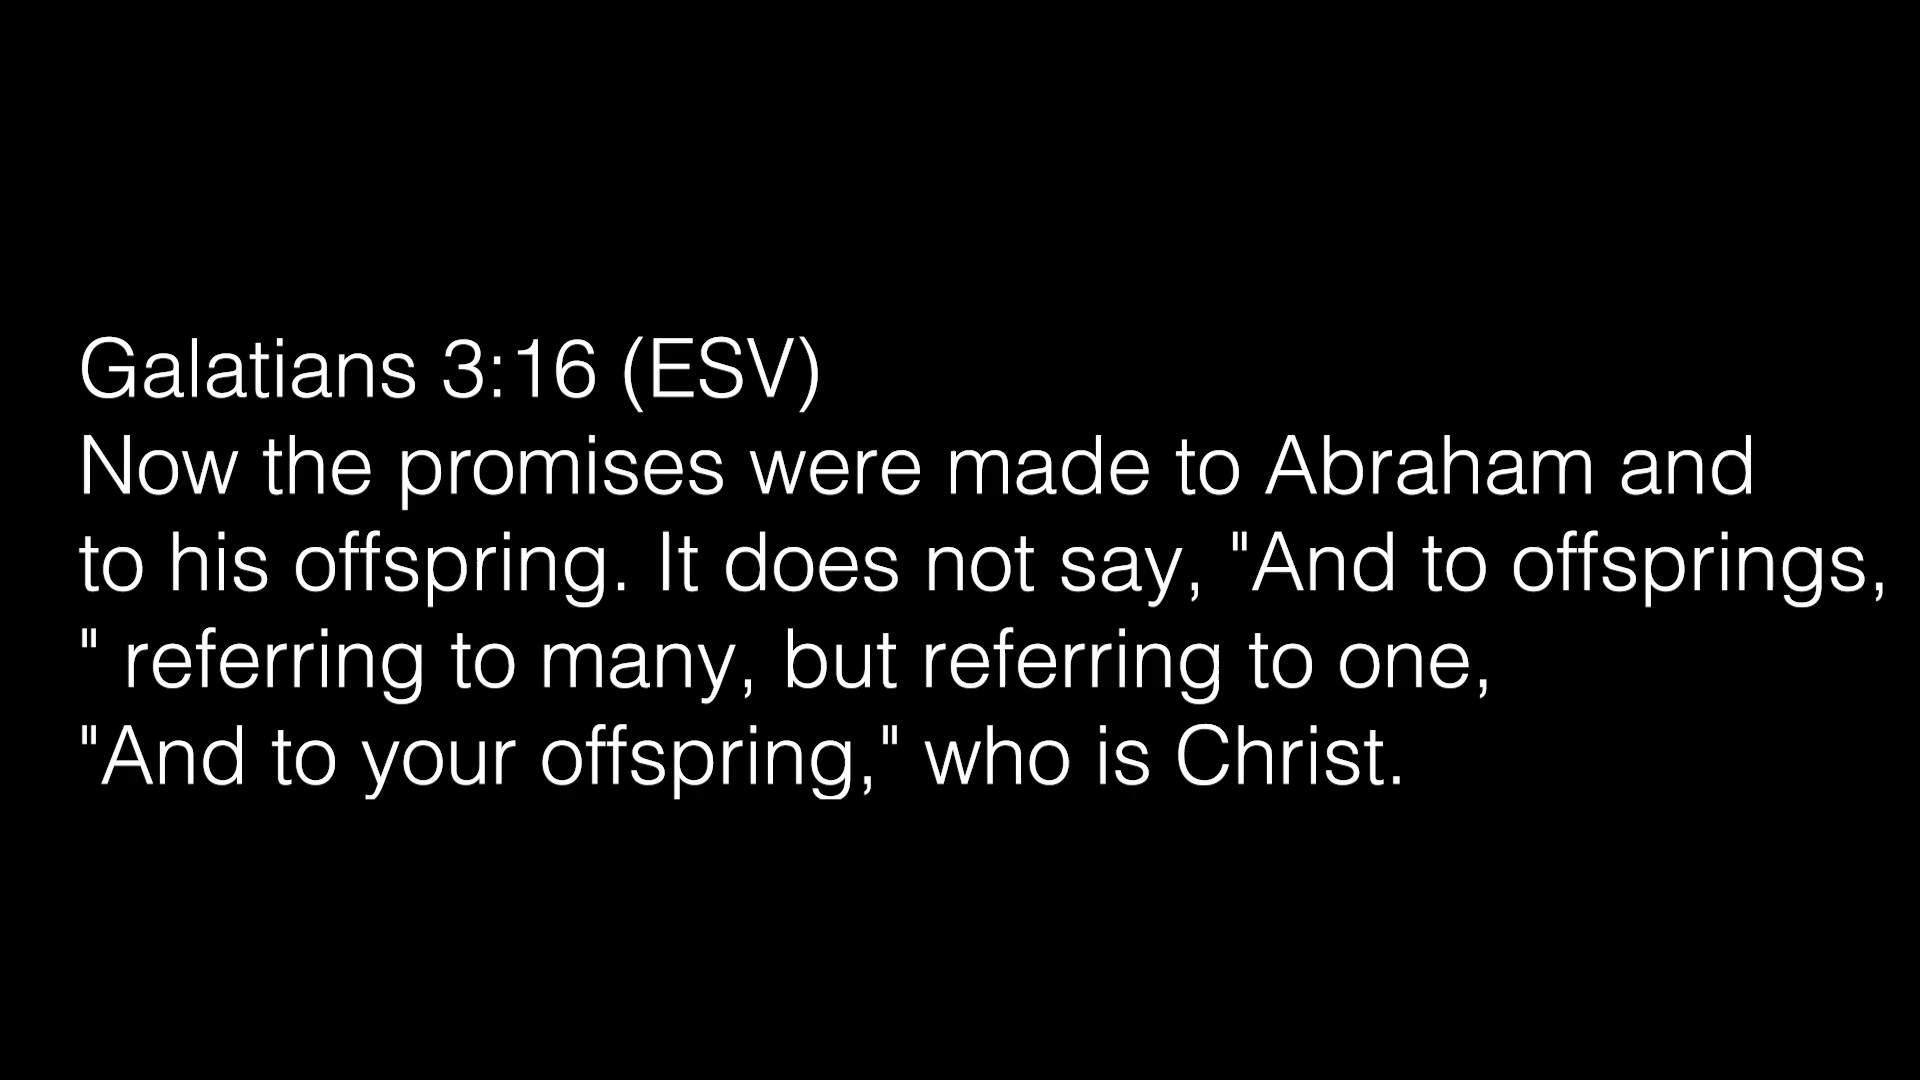 Galatians 3:16 (ESV)
Now the promises were made to Abraham and
to his offspring. It does not say, "And to offsprings,
" referring to many, but referring to one,
"And to your offspring," who is Christ.